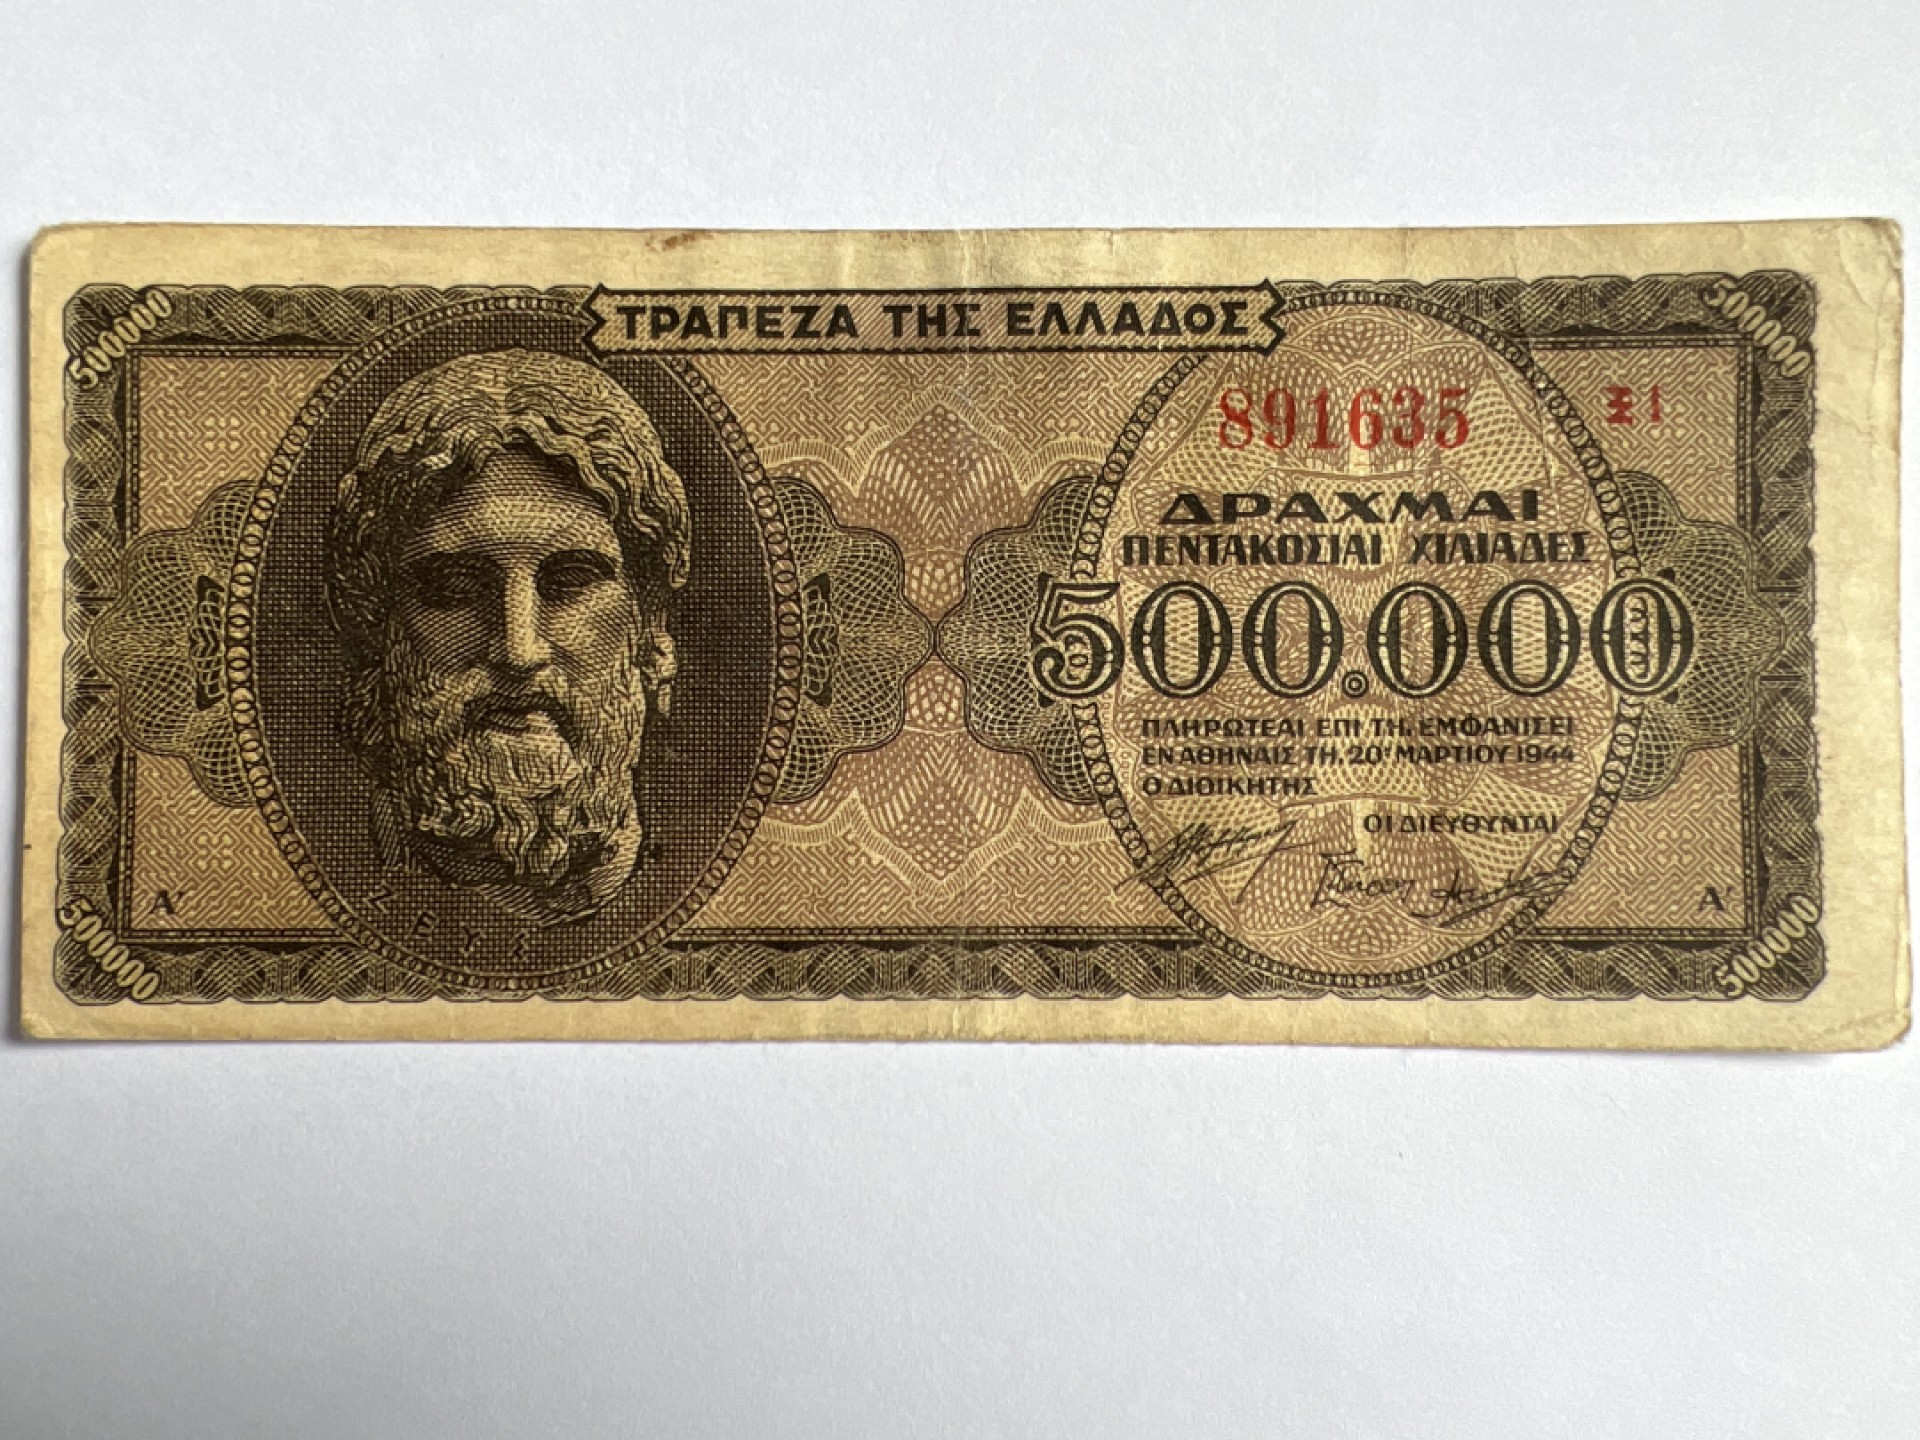 500000
ΤΡΑΠΕΖΑ ΤΗΣ ΕΛΛΑΔΟΣ
500000
891635
ΔΡΑΧΜΑΙ
ΠΕΝΤΑΚΟΣΙΑΙ ΧΙΛΙΑΔΕΣ
500.000
ΠΛΗΡΩΤΕΑΙ ΕΠΙ ΤΗ, ΕΜΦΑΝΙΣΕΙ
ΕΝ ΑΘΗΝΑΙΣ ΤΗ, 20ῌ ΜΑΡΤΙΟΥ 1944
Ο ΔΙΟΙΚΗΤΗΣ
ΟΙ ΔΙΕΥΘΥΝΤΑΙ
Α'
ΖΕΥΣ
Α'
500000
500000